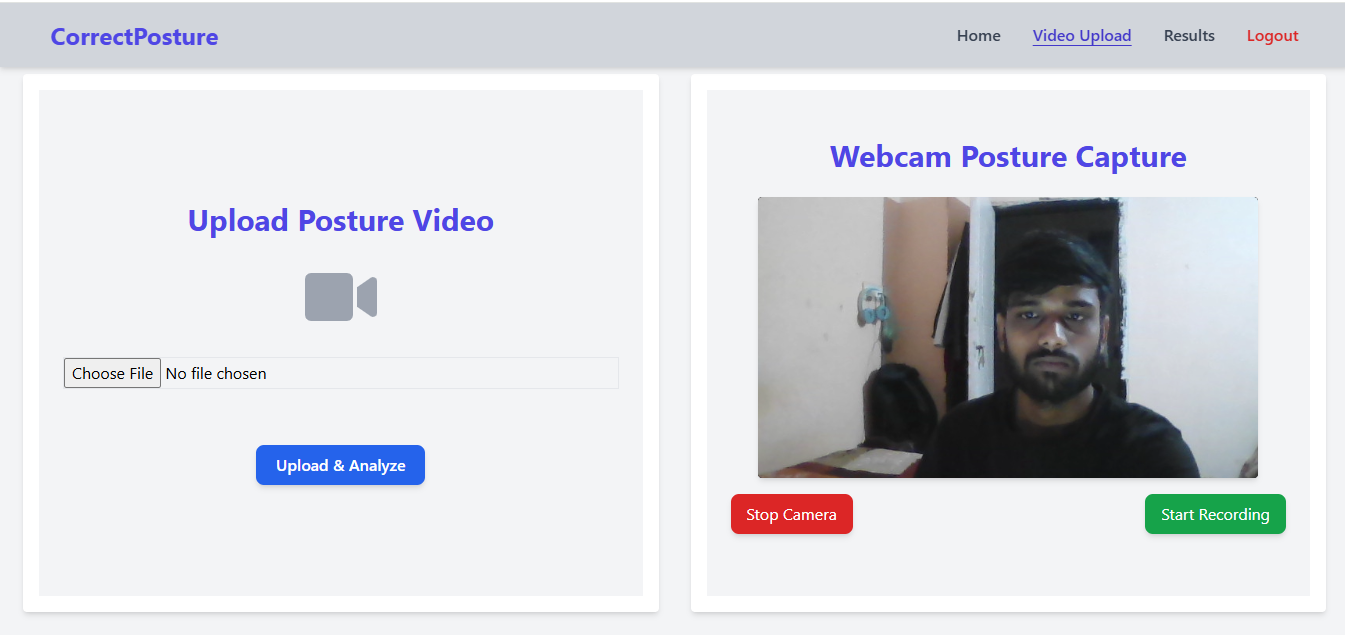 CorrectPosture
Home
Video Upload
Results
Logout
Upload Posture Video
Choose File No file chosen
Upload & Analyze
Webcam Posture Capture
Stop Camera
Start Recording